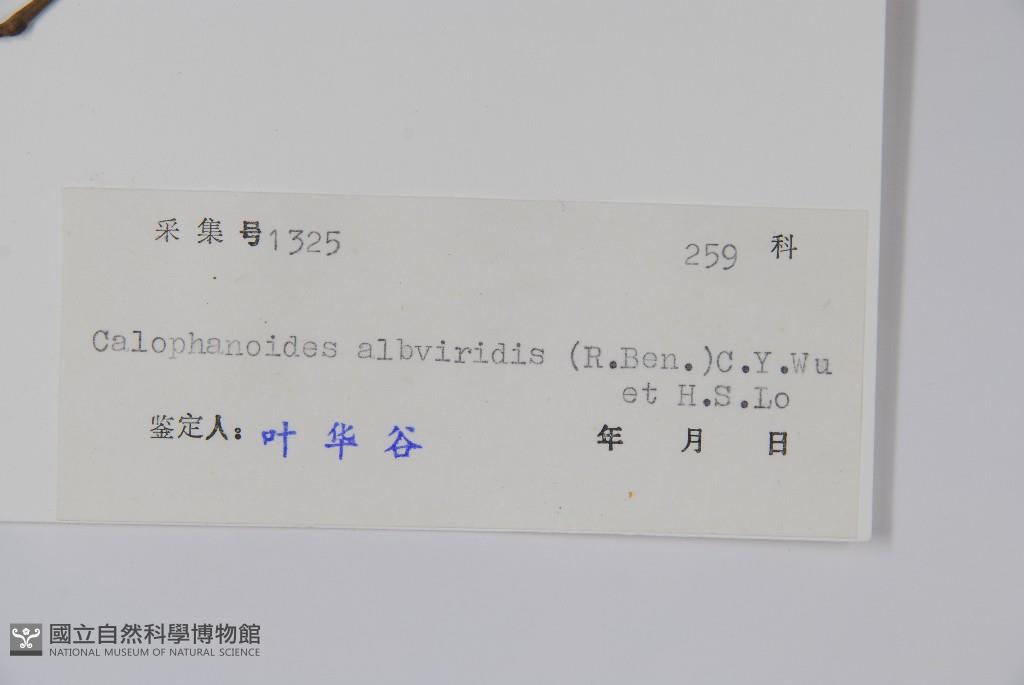 采集号1325 259 科
Calophanoides albviridis (R.Ben.)C.Y.Wu
et H.S.Lo
鉴定人：叶华谷 年 月 日
國立自然科學博物館
NATIONAL MUSEUM OF NATURAL SCIENCE